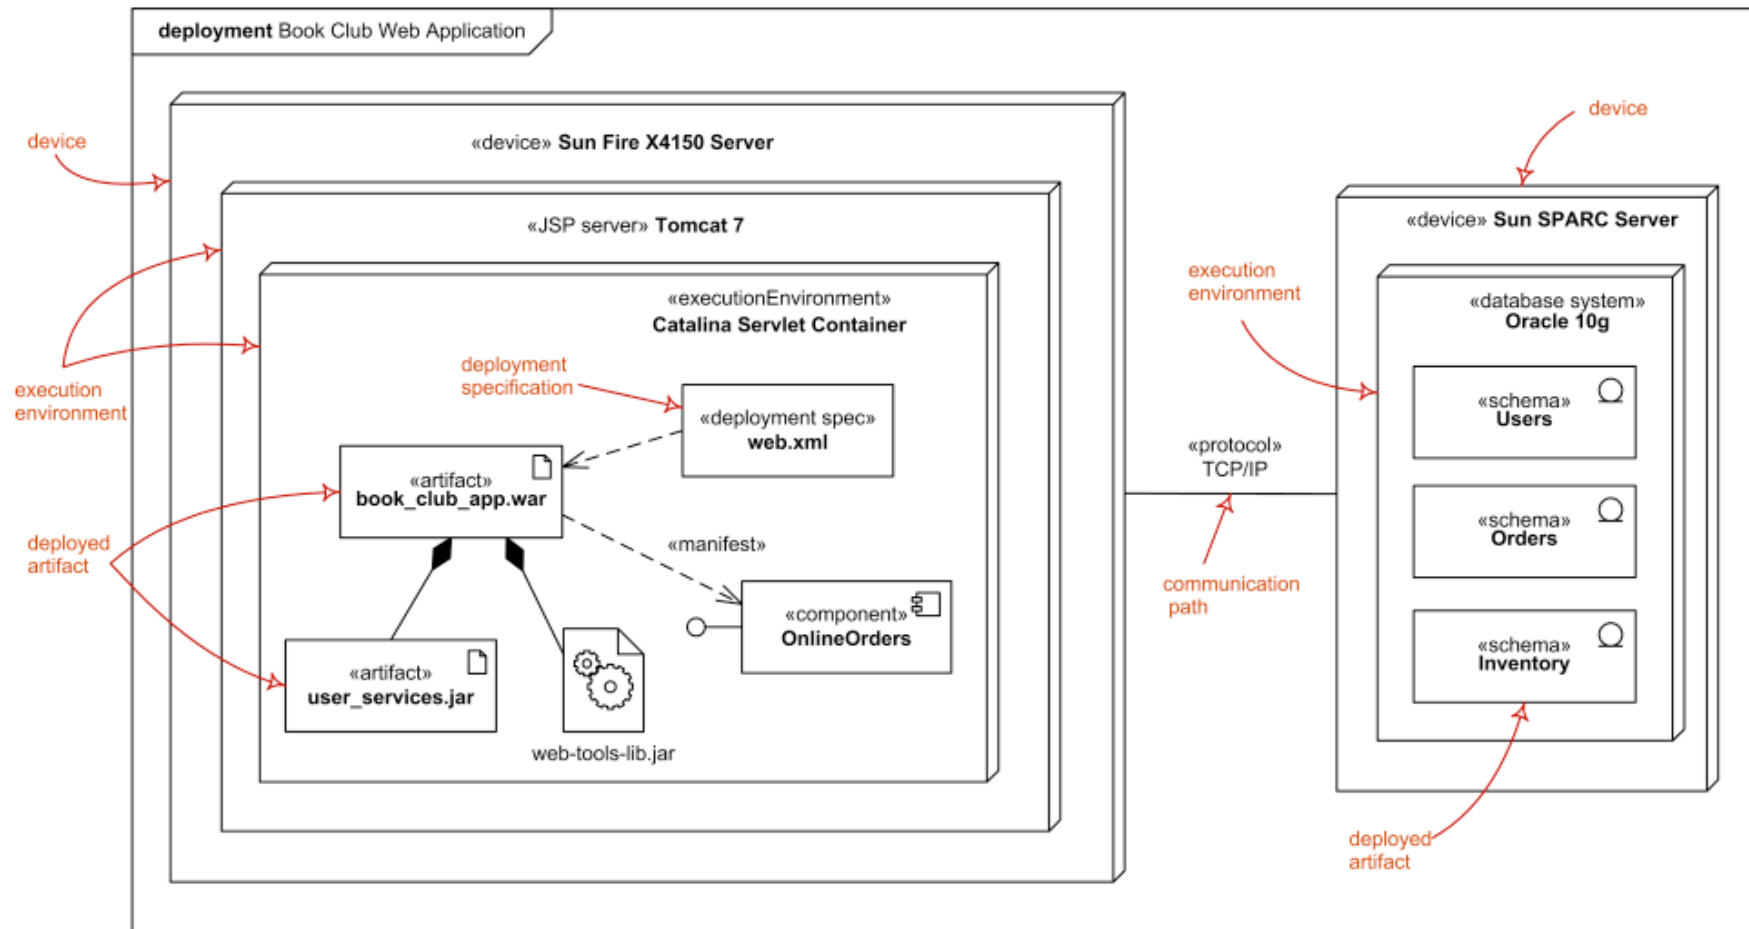 deployment Book Club Web Application
device
«device» Sun Fire X4150 Server
device
«JSP server» Tomcat 7
«device» Sun SPARC Server
execution
environment
«executionEnvironment»
Catalina Servlet Container
execution
environment
«database system»
Oracle 10g
deployment
specification
«deployment spec»
web.xml
«schema»
Users
«protocol»
TCP/IP
«artifact»
book_club_app.war
deployed
artifact
«manifest»
«schema»
Orders
communication
path
«component»
OnlineOrders
«artifact»
user_services.jar
web-tools-lib.jar
«schema»
Inventory
deployed
artifact